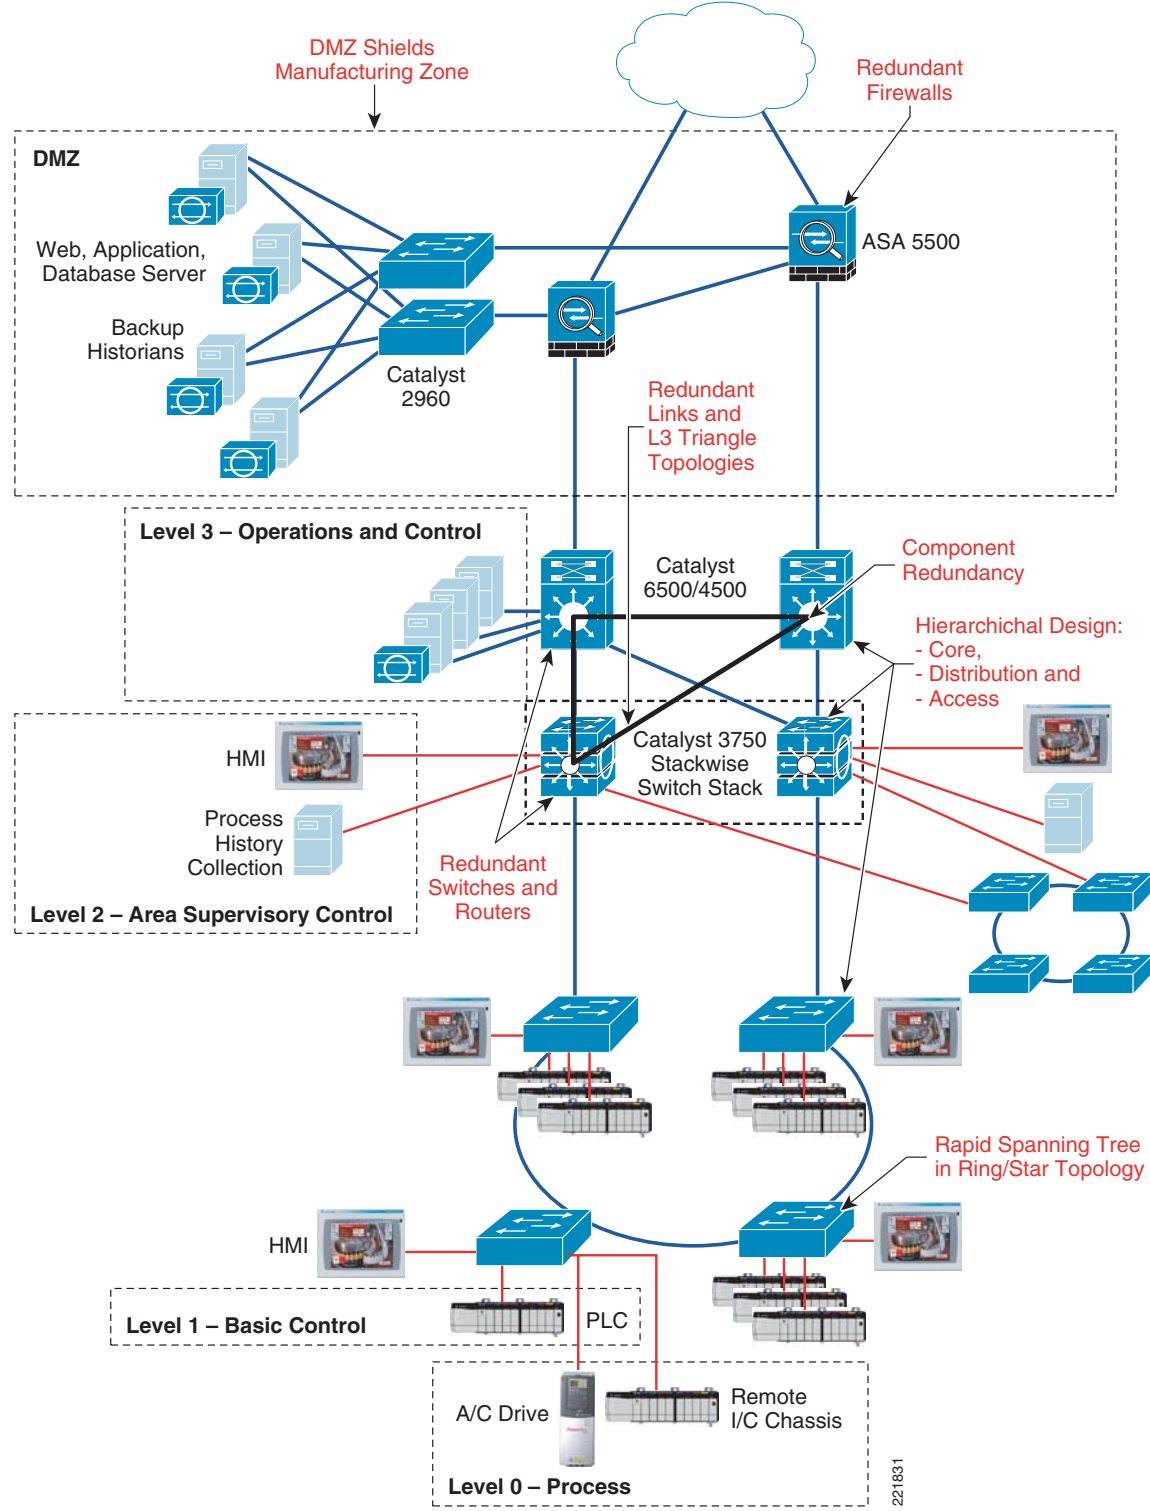 DMZ Shields
Manufacturing Zone
Redundant
Firewalls
DMZ
Web, Application,
Database Server
ASA 5500
Backup
Historians
Catalyst
2960
Redundant
Links and
L3 Triangle
Topologies
Level 3 – Operations and Control
Catalyst
6500/4500
Component
Redundancy
Hierarchichal Design:
- Core,
- Distribution and
- Access
HMI
Catalyst 3750
Stackwise
Switch Stack
Process
History
Collection
Redundant
Switches and
Routers
Level 2 – Area Supervisory Control
Rapid Spanning Tree
in Ring/Star Topology
HMI
PLC
Level 1 – Basic Control
A/C Drive
Remote
I/C Chassis
Level 0 – Process
221831